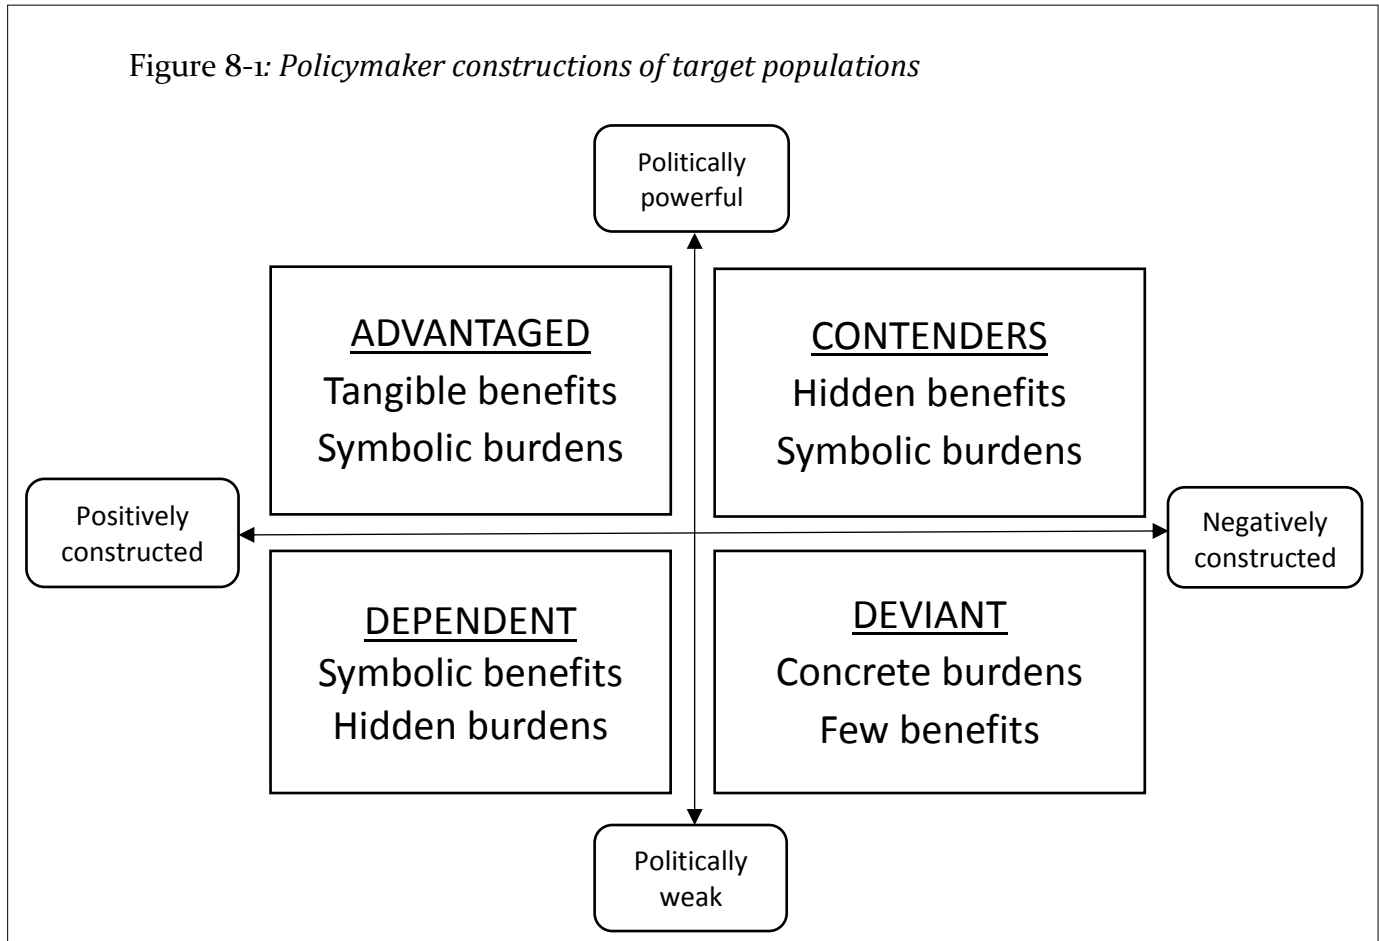 Figure 8-1: Policymaker constructions of target populations
Politically
powerful
ADVANTAGED
Tangible benefits
Symbolic burdens
CONTENDERS
Hidden benefits
Symbolic burdens
Positively
constructed
Negatively
constructed
DEPENDENT
Symbolic benefits
Hidden burdens
DEVIANT
Concrete burdens
Few benefits
Politically
weak